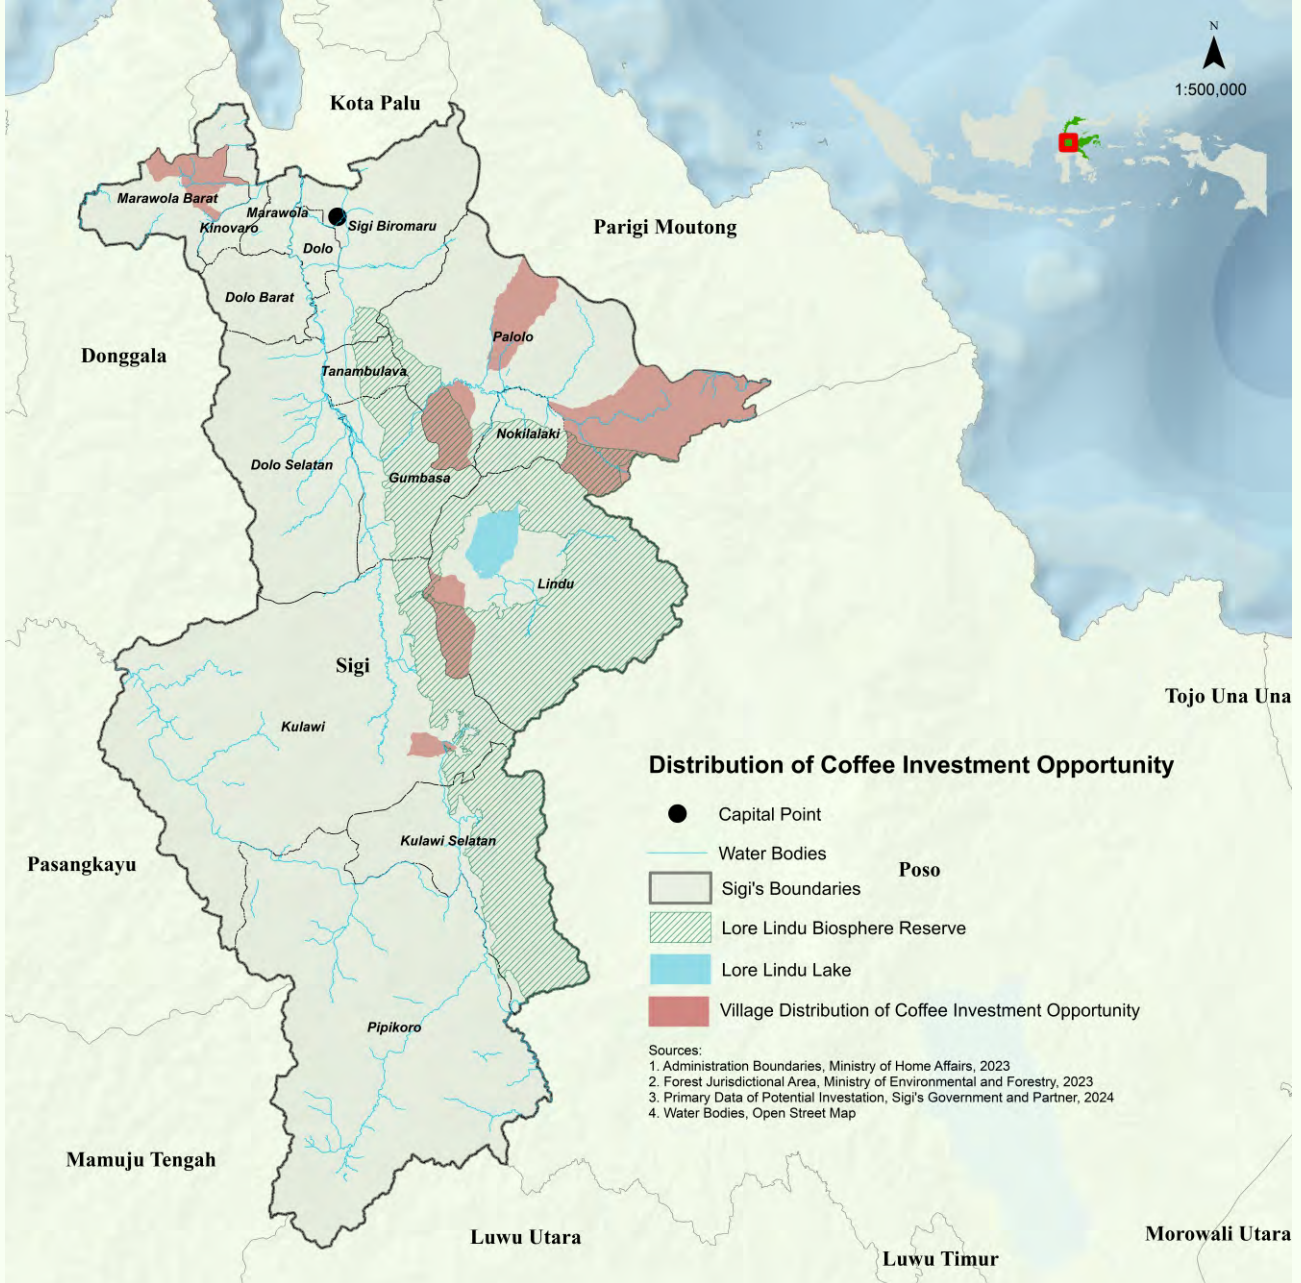 N
1:500,000
Kota Palu
Marawola Barat
Marawola
Kinovaro
Sigi Biromaru
Parigi Moutong
Dolo
Dolo Barat
Palolo
Donggala
Tanambulava
Nokilalaki
Dolo Selatan
Gumbasa
Lindu
Sigi
Tojo Una Una
Kulawi
Distribution of Coffee Investment Opportunity
Capital Point
Kulawi Selatan
Water Bodies
Pasangkayu
Poso
Sigi's Boundaries
Lore Lindu Biosphere Reserve
Lore Lindu Lake
Village Distribution of Coffee Investment Opportunity
Pipikoro
Sources:
1. Administration Boundaries, Ministry of Home Affairs, 2023
2. Forest Jurisdictional Area, Ministry of Environmental and Forestry, 2023
3. Primary Data of Potential Investation, Sigi's Government and Partner, 2024
4. Water Bodies, Open Street Map
Mamuju Tengah
Luwu Utara
Morowali Utara
Luwu Timur